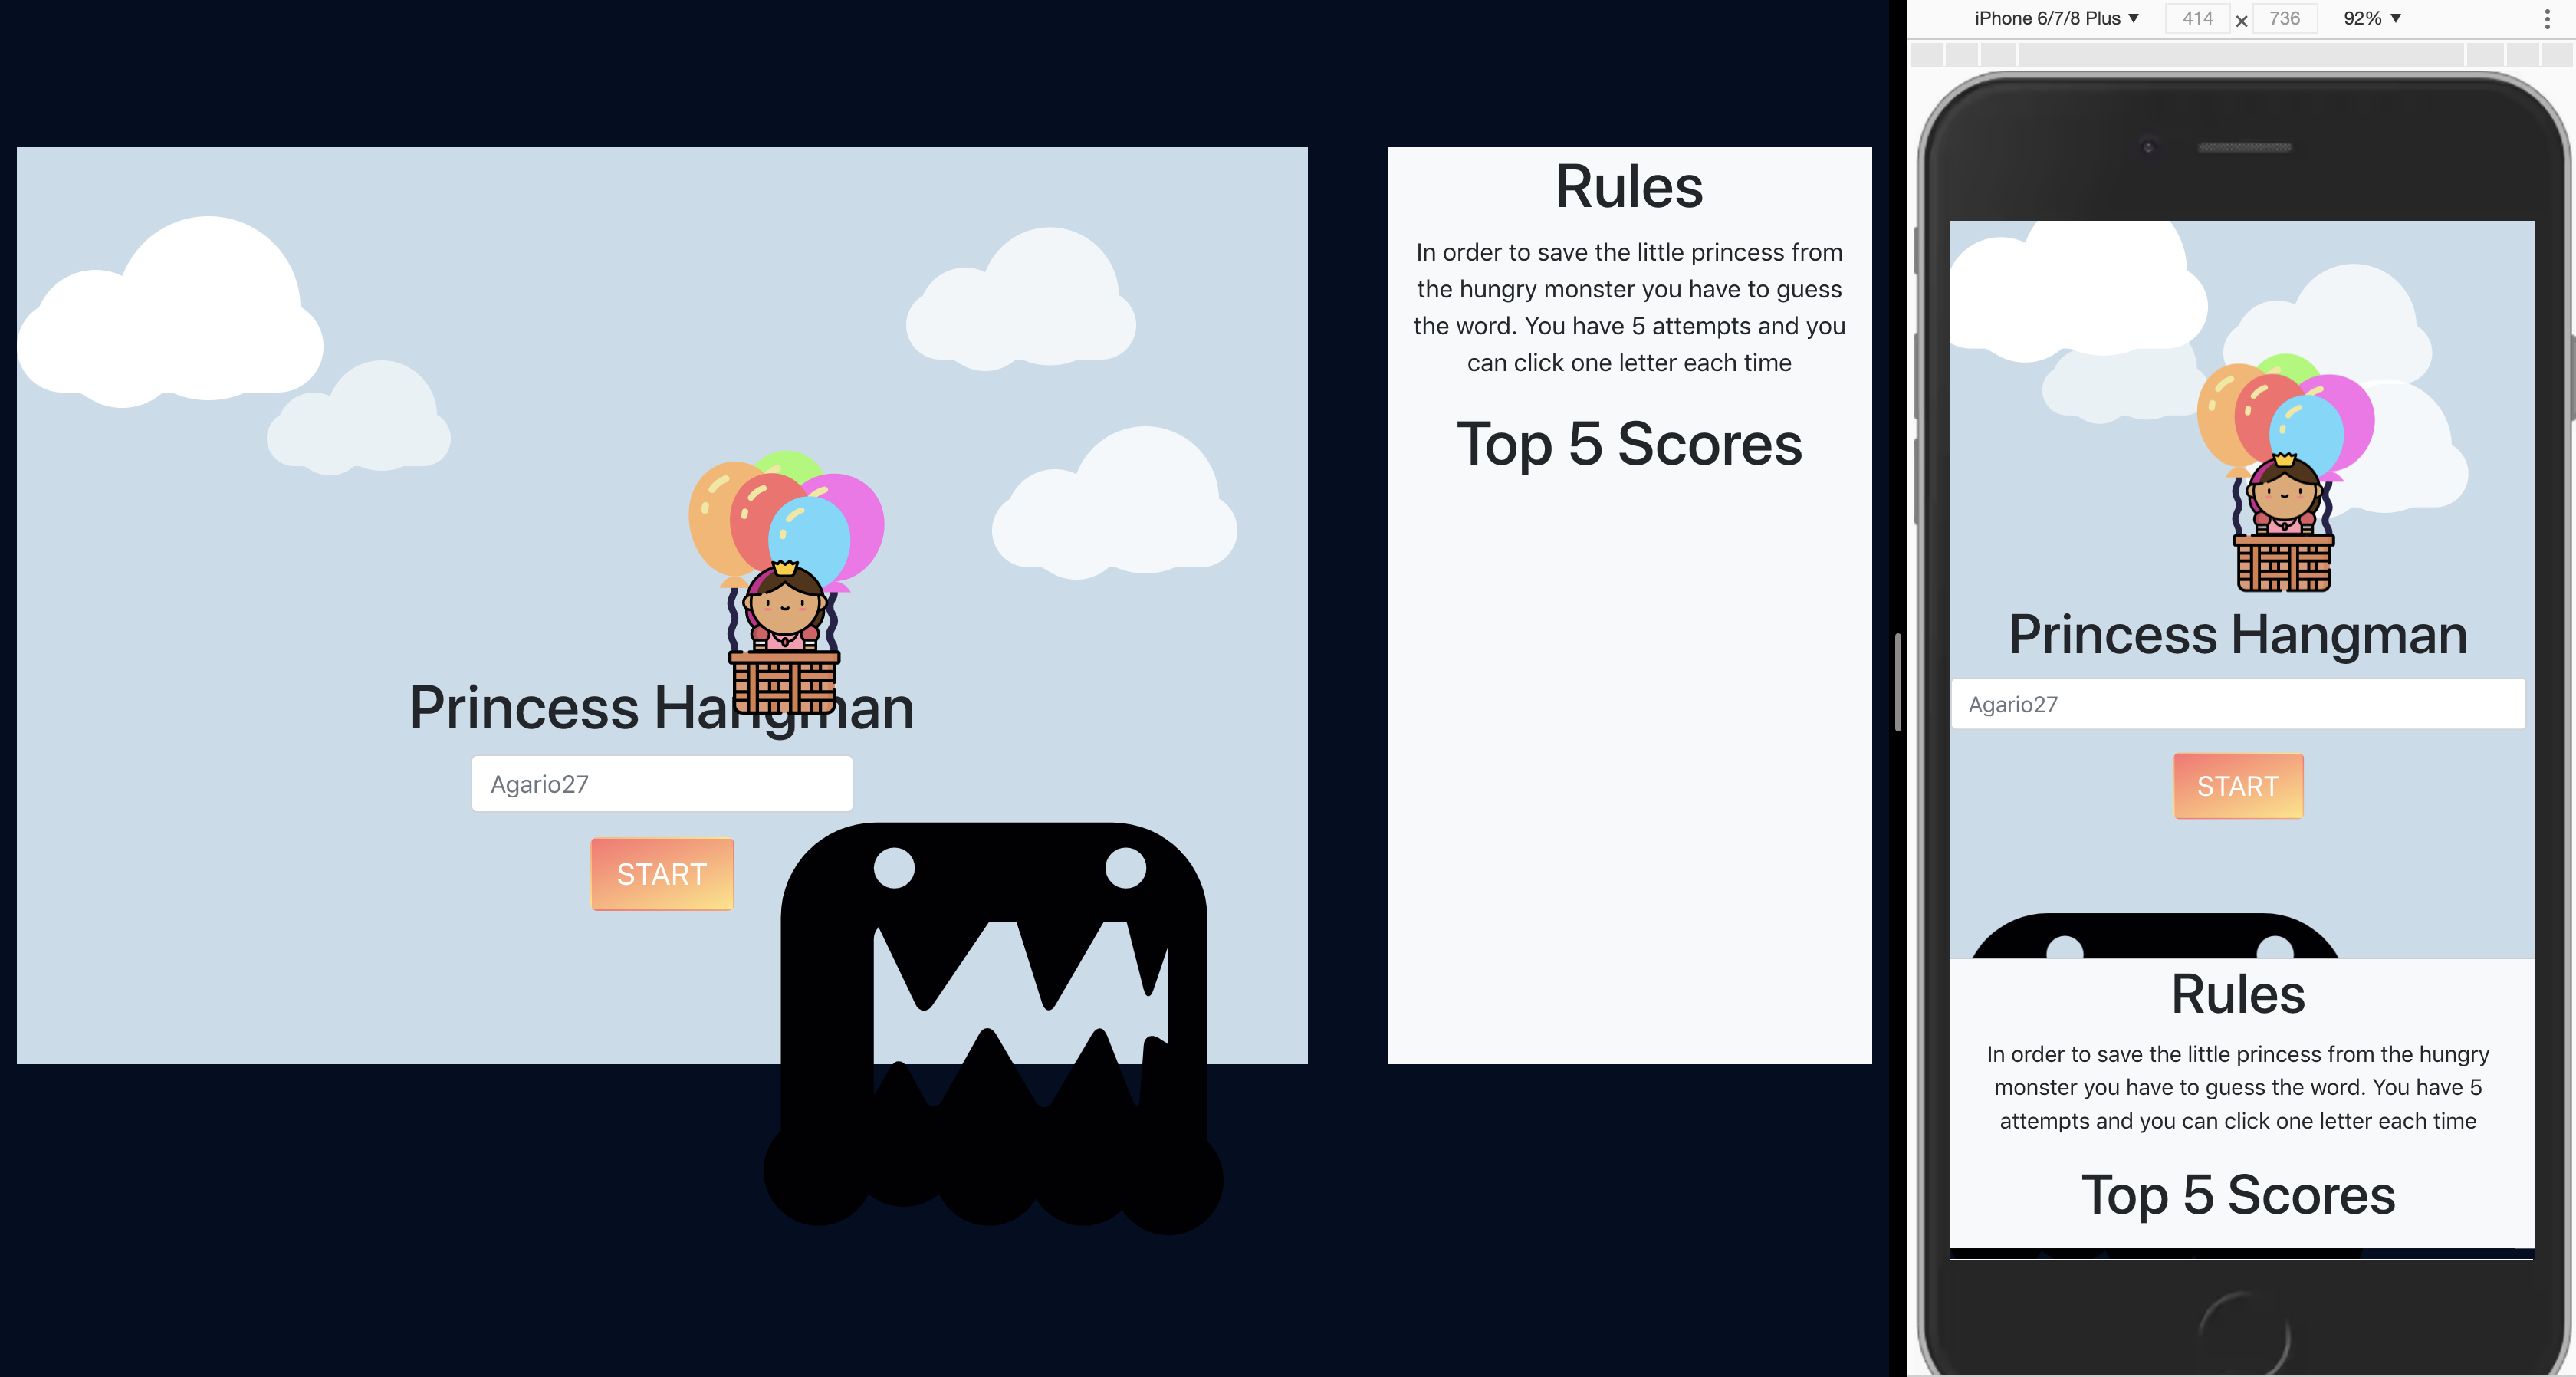 Princess Hangman
Agario27
START
Rules
In order to save the little princess from
the hungry monster you have to guess
the word. You have 5 attempts and you
can click one letter each time
Top 5 Scores
iPhone 6/7/8 Plus ▼ 414 × 736 92% ▼
Princess Hangman
Agario27
START
Rules
In order to save the little princess from the hungry
monster you have to guess the word. You have 5
attempts and you can click one letter each time
Top 5 Scores